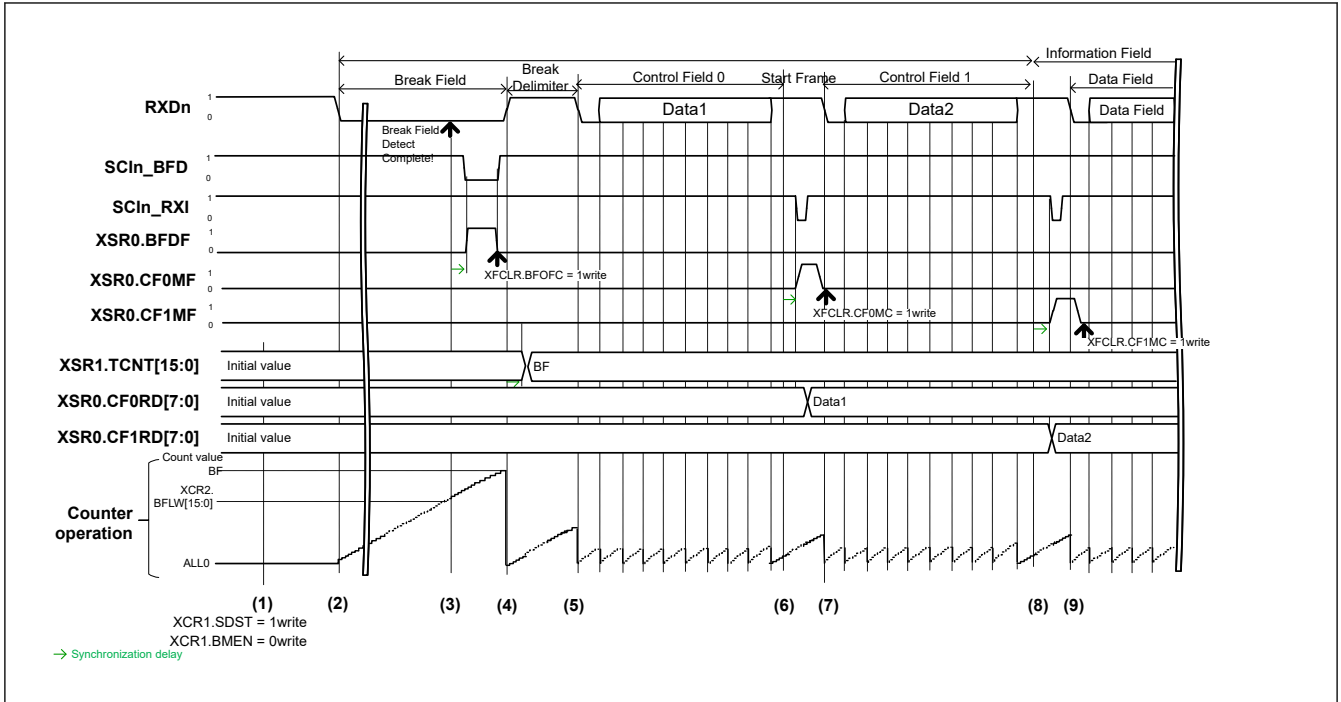 Information Field
Break Field
Break
Delimiter
Control Field 0
Start Frame
Control Field 1
Data Field
RXDn
1
0
Data1
Data2
Data Field
Break Field
Detect
Complete!
SCIn_BFD
1
0
SCIn_RXI
1
0
XSR0.BFDF
1
0
XFCLR.BFOFC = 1write
XSR0.CF0MF
1
0
XFCLR.CF0MC = 1write
XSR0.CF1MF
1
0
XFCLR.CF1MC = 1write
XSR1.TCNT[15:0]
Initial value
BF
XSR0.CF0RD[7:0]
Initial value
Data1
XSR0.CF1RD[7:0]
Initial value
Data2
Count value
BF
XCR2.
BFLW[15:0]
Counter
operation
ALL0
(1) (2) (3) (4) (5) (6) (7) (8) (9)
XCR1.SDST = 1write
XCR1.BMEN = 0write
Synchronization delay